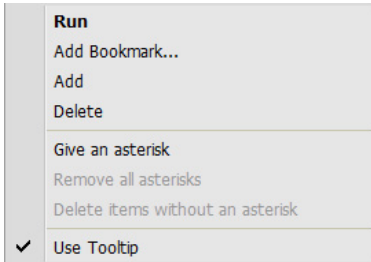 Run
Add Bookmark...
Add
Delete
Give an asterisk
Remove all asterisks
Delete items without an asterisk
Use Tooltip